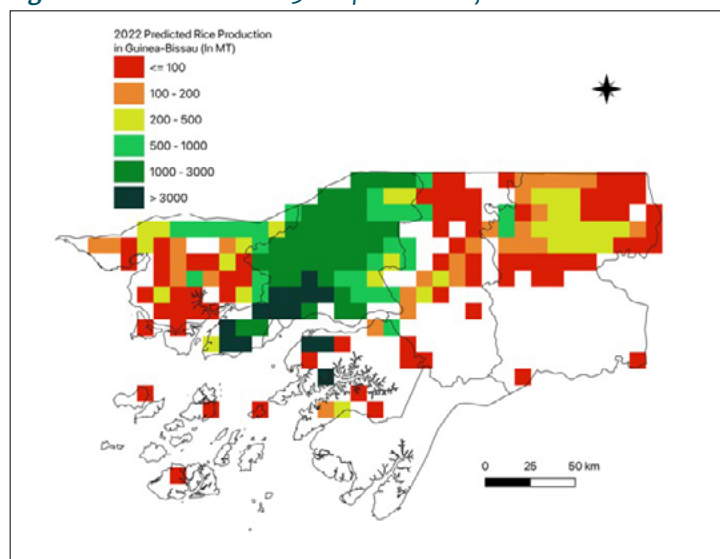 2022 Predicted Rice Production
in Guinea-Bissau (In MT)
<= 100
100 - 200
200 - 500
500 - 1000
1000 - 3000
> 3000
0 25 50 km